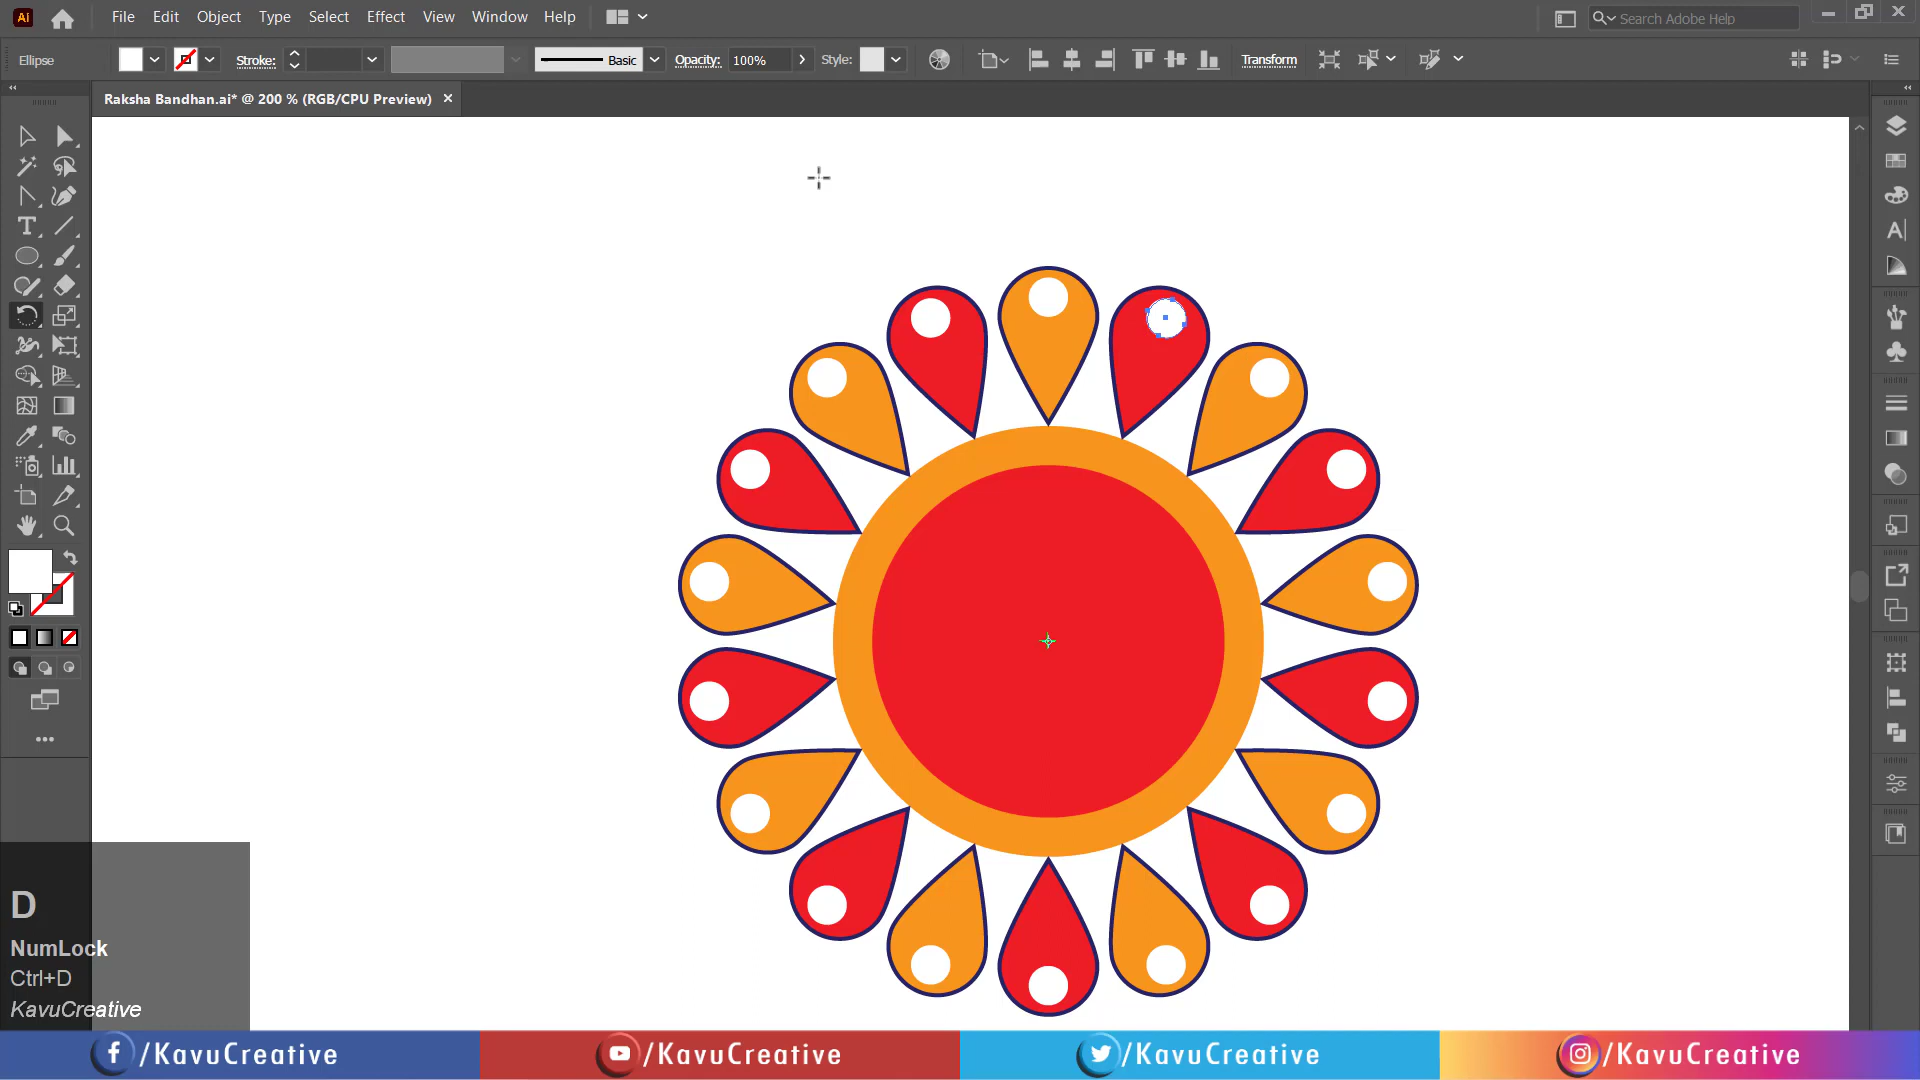 Ai File Edit Object Type Select Effect View Window Help Search Adobe Help
Ellipse Stroke: Basic Opacity: 100% Style: Transform
Raksha Bandhan.ai* @ 200 % (RGB/CPU Preview) ×
D
NumLock
Ctrl+D
KavuCreative
/KavuCreative /KavuCreative /KavuCreative /KavuCreative